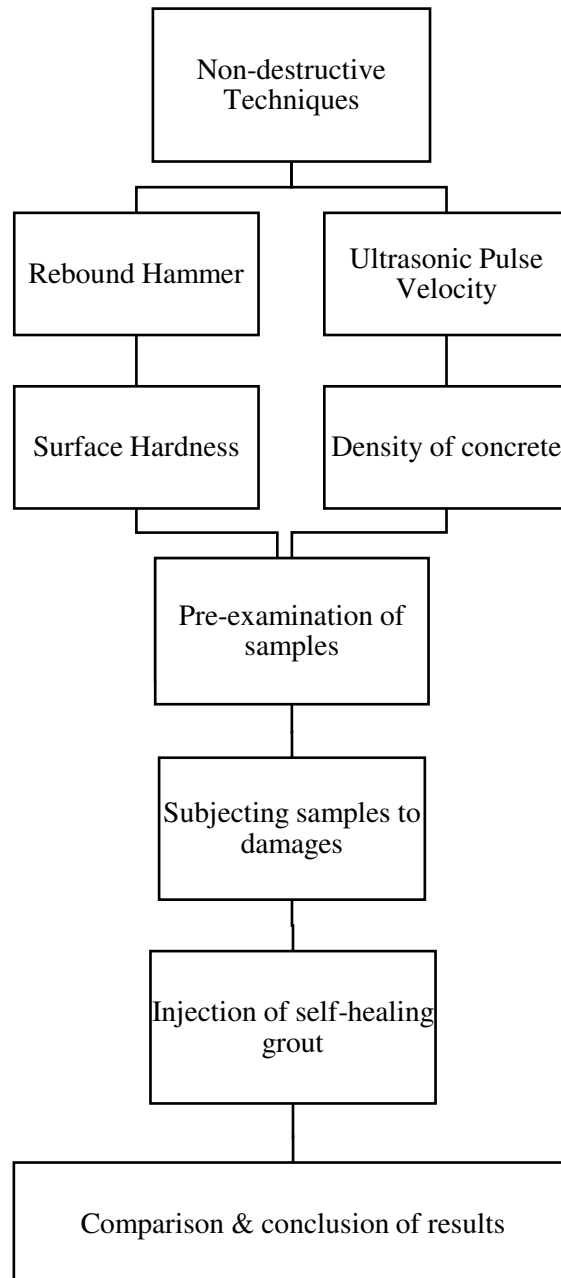 Non-destructive
Techniques
Rebound Hammer
Ultrasonic Pulse
Velocity
Surface Hardness
Density of concrete
Pre-examination of
samples
Subjecting samples to
damages
Injection of self-healing
grout
Comparison & conclusion of results